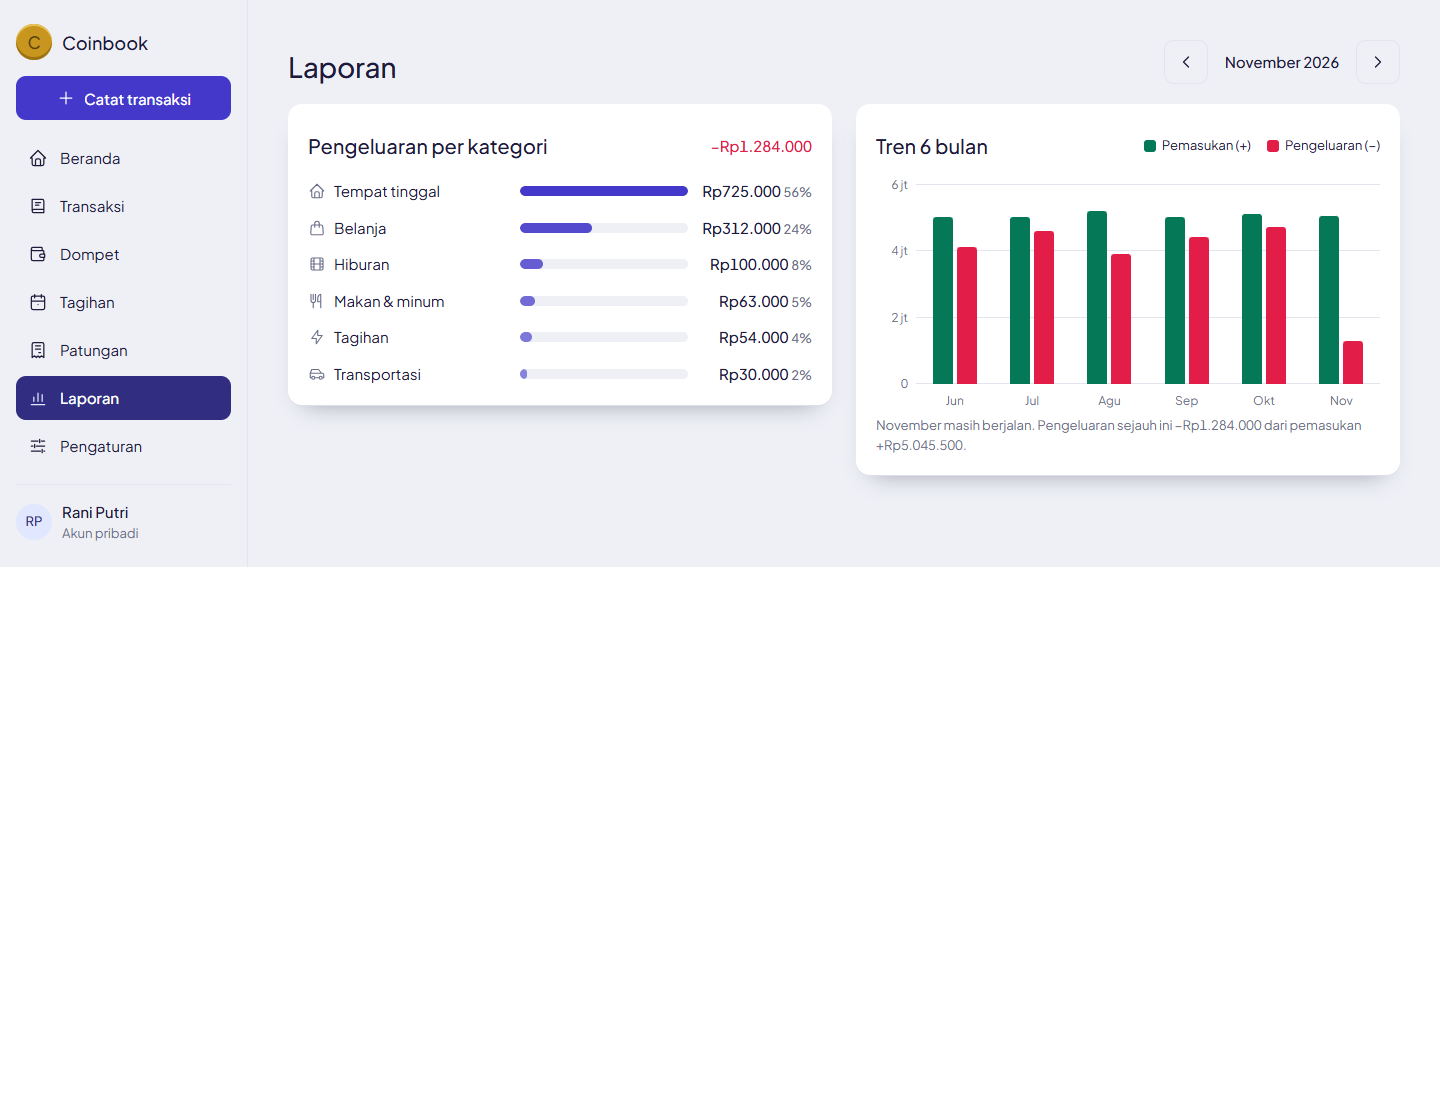 C
Coinbook
Catat transaksi
Beranda
Transaksi
Dompet
Tagihan
Patungan
Laporan
Pengaturan
RP
Rani Putri
Akun pribadi
Laporan
November 2026
Pengeluaran per kategori
−Rp1.284.000
Tempat tinggal Rp725.000 56%
Belanja Rp312.000 24%
Hiburan Rp100.000 8%
Makan & minum Rp63.000 5%
Tagihan Rp54.000 4%
Transportasi Rp30.000 2%
Tren 6 bulan
Pemasukan (+) Pengeluaran (−)
6 jt
4 jt
2 jt
0
Jun Jul Agu Sep Okt Nov
November masih berjalan. Pengeluaran sejauh ini −Rp1.284.000 dari pemasukan
+Rp5.045.500.